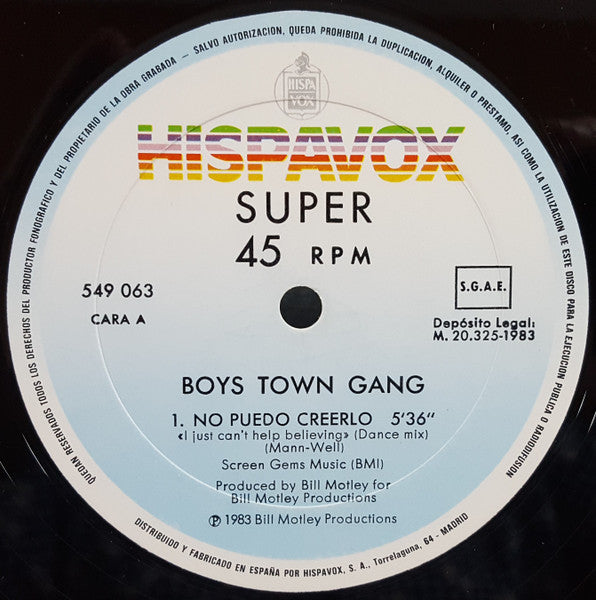 HISPA
VOX
HISPAVOX
SUPER
45 RPM
549 063
CARA A
S.G.A.E.
Depósito Legal:
M. 20.325-1983
BOYS TOWN GANG
1. NO PUEDO CREERLO 5'36"
«I just can't help believing» (Dance mix)
(Mann-Well)
Screen Gems Music (BMI)
Produced by Bill Motley for
Bill Motley Productions
Ⓟ 1983 Bill Motley Productions
QUEDAN RESERVADOS TODOS LOS DERECHOS DEL PRODUCTOR FONOGRAFICO Y DEL PROPIETARIO DE LA OBRA GRABADA — SALVO AUTORIZACION, QUEDA PROHIBIDA LA DUPLICACION, ALQUILER O PRESTAMO, ASI COMO LA UTILIZACION DE ESTE DISCO PARA LA EJECUCION PUBLICA O RADIODIFUSION
DISTRIBUIDO Y FABRICADO EN ESPAÑA POR HISPAVOX, S. A., Torrelaguna, 64 - MADRID